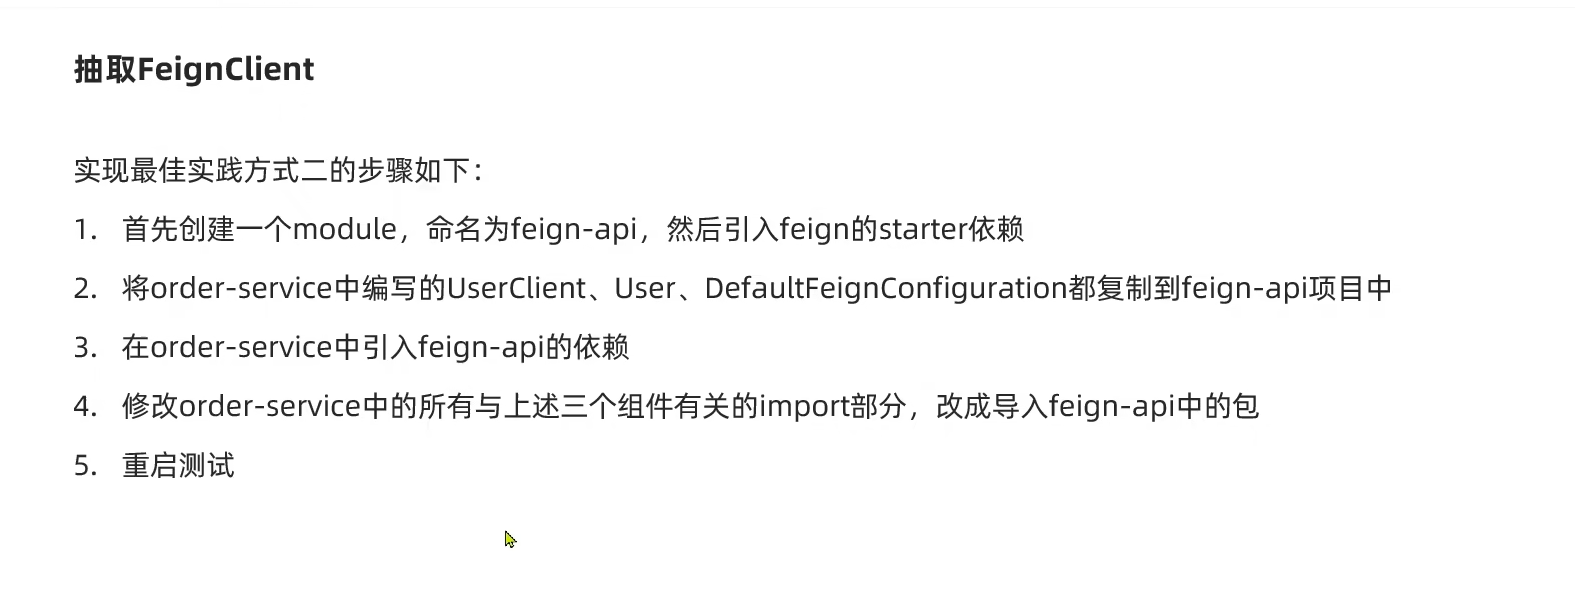 抽取FeignClient
实现最佳实践方式二的步骤如下：
1. 首先创建一个module，命名为feign-api，然后引入feign的starter依赖
2. 将order-service中编写的UserClient、User、DefaultFeignConfiguration都复制到feign-api项目中
3. 在order-service中引入feign-api的依赖
4. 修改order-service中的所有与上述三个组件有关的import部分，改成导入feign-api中的包
5. 重启测试